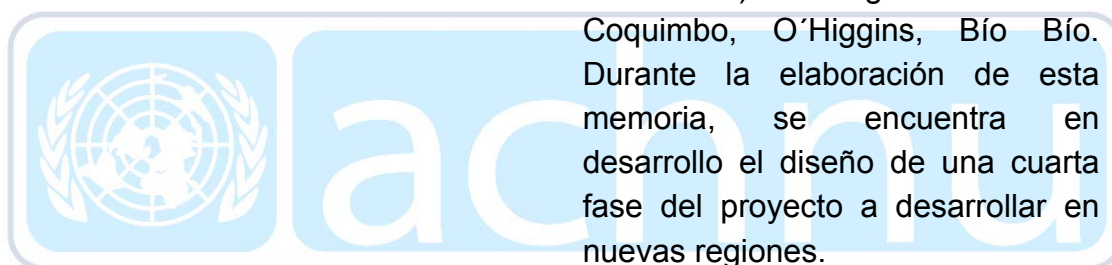 achnu
Coquimbo, O´Higgins, Bío Bío.
Durante la elaboración de esta
memoria, se encuentra en
desarrollo el diseño de una cuarta
fase del proyecto a desarrollar en
nuevas regiones.